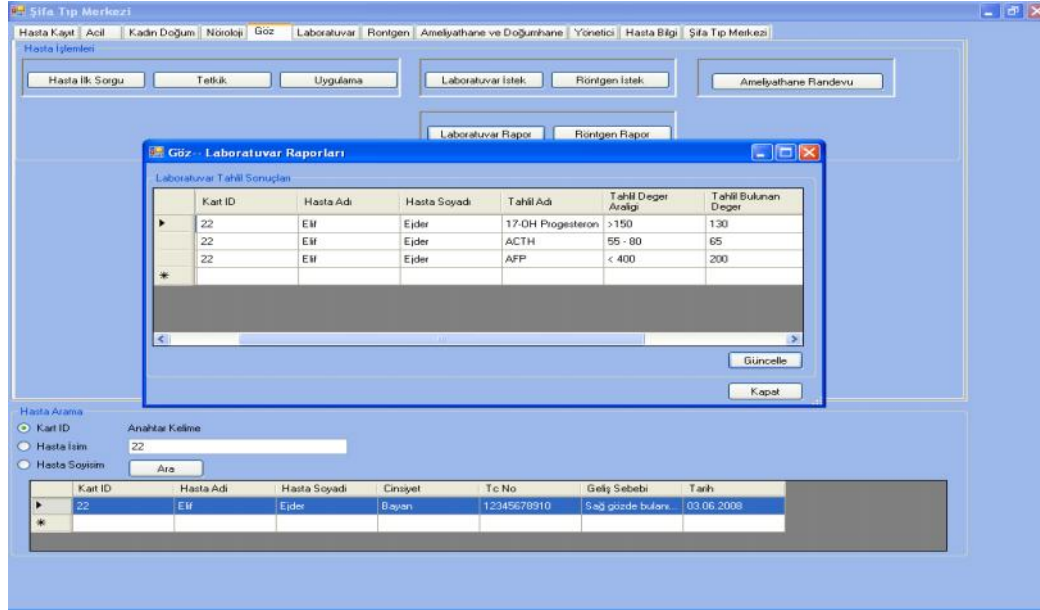 Şifa Tıp Merkezi
Hasta Kayıt Acil Kadın Doğum Nöroloji Göz Laboratuvar Rontgen Ameliyathane ve Doğumhane Yönetici Hasta Bilgi Şifa Tıp Merkezi
Hasta İşlemleri
Hasta İlk Sorgu Tetkik Uygulama Laboratuvar İstek Röntgen İstek Ameliyathane Randevu
Laboratuvar Rapor Röntgen Rapor
Göz-- Laboratuvar Raporları
Laboratuvar Tahlil Sonuçları
Kart ID Hasta Adı Hasta Soyadı Tahlil Adı Tahlil Deger Araligi Tahlil Bulunan Deger
22 Elif Ejder 17-OH Progesteron >150 130
22 Elif Ejder ACTH 55 - 80 65
22 Elif Ejder AFP < 400 200
Güncelle
Kapat
Hasta Arama
Kart ID Anahtar Kelime
Hasta İsim 22
Hasta Soyisim Ara
Kart ID Hasta Adi Hasta Soyadi Cinsiyet Tc No Geliş Sebebi Tarih
22 Elif Ejder Bayan 12345678910 Sağ gözde bulanı... 03.06.2008